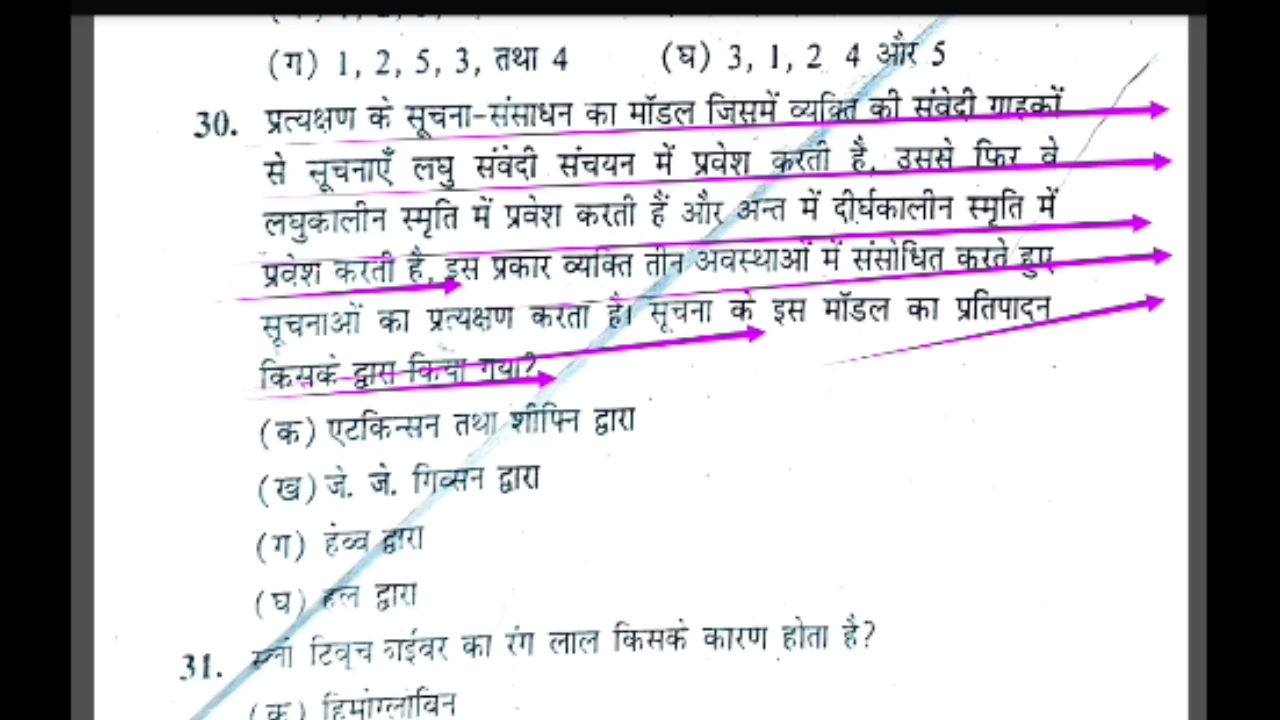 (ग) 1, 2, 5, 3, तथा 4 (घ) 3, 1, 2 4 और 5
30. प्रत्यक्षण के सूचना-संसाधन का मॉडल जिसमें व्यक्ति की संवेदी ग्राहकों
से सूचनाएँ लघु संवेदी संचयन में प्रवेश करती है, उससे फिर वे
लघुकालीन स्मृति में प्रवेश करती हैं और अन्त में दीर्घकालीन स्मृति में
प्रवेश करती है, इस प्रकार व्यक्ति तीन अवस्थाओं में संसोधित करते हुए
सूचनाओं का प्रत्यक्षण करता है। सूचना के इस मॉडल का प्रतिपादन
किसके द्वारा किया गया?
(क) एटकिन्सन तथा शीफ्रिन द्वारा
(ख) जे. जे. गिब्सन द्वारा
(ग) हेब्ब द्वारा
(घ) हल द्वारा
31. टिवच का रंग लाल किसके कारण होता है?
(क) हिमोग्लोबिन